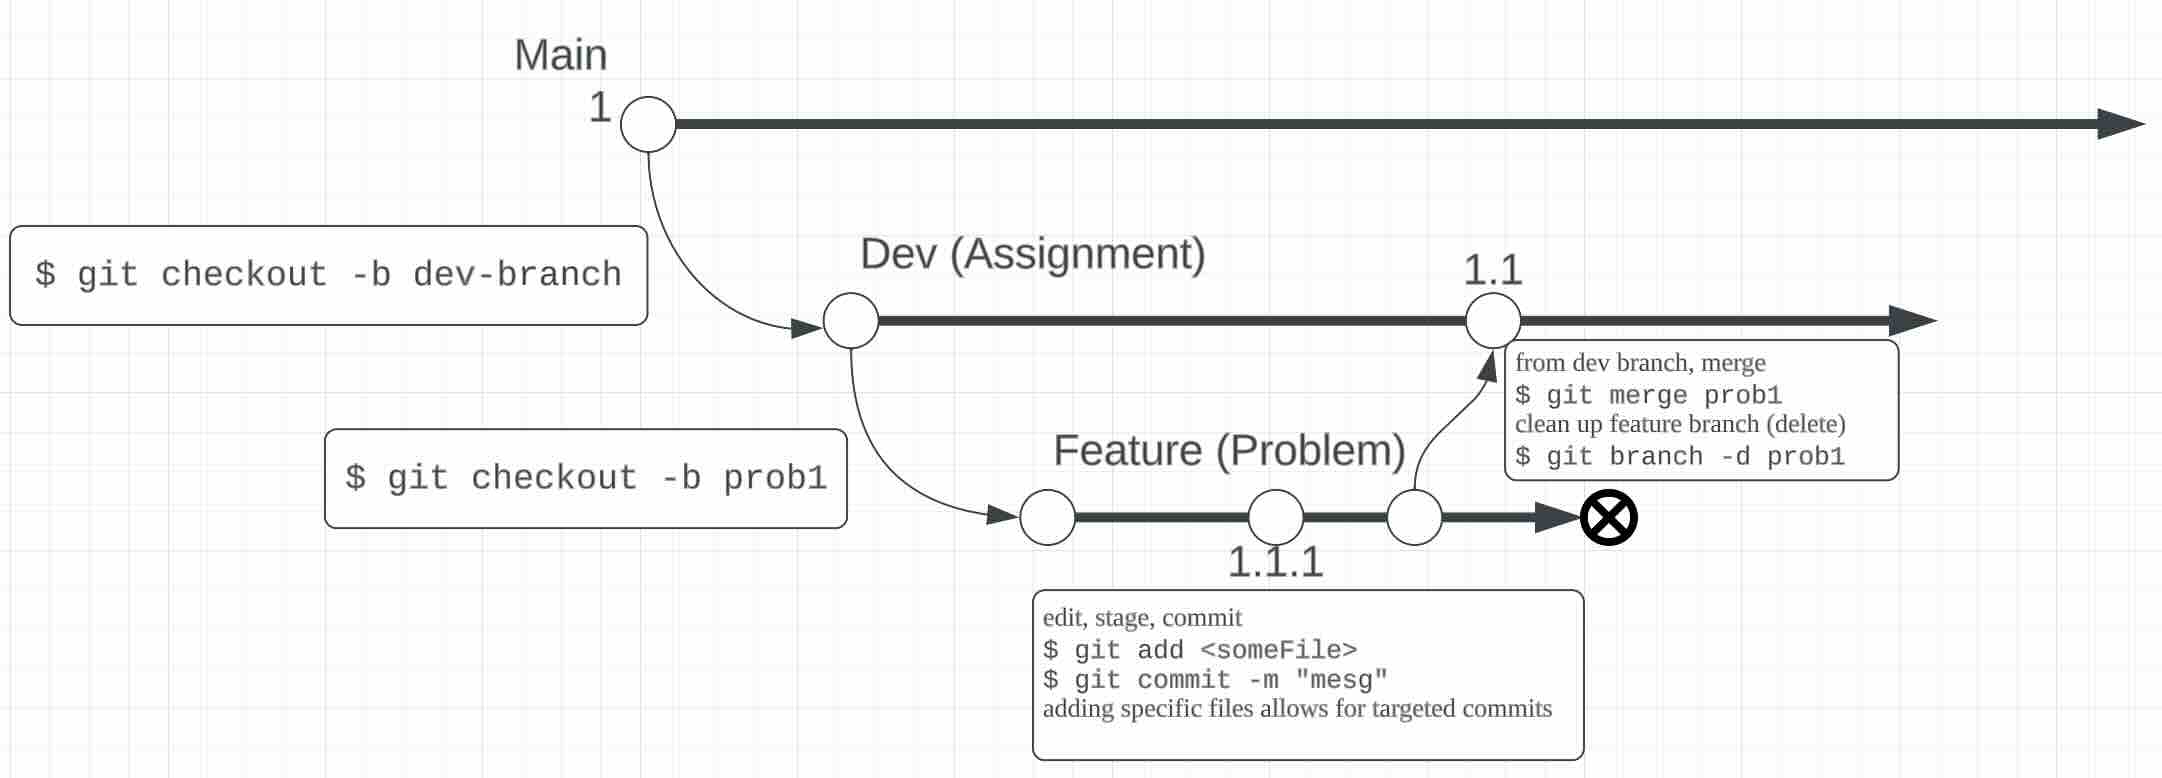 Main
1
$ git checkout -b dev-branch
Dev (Assignment)
1.1
from dev branch, merge
$ git merge prob1
clean up feature branch (delete)
$ git branch -d prob1
$ git checkout -b prob1
Feature (Problem)
1.1.1
edit, stage, commit
$ git add <someFile>
$ git commit -m "mesg"
adding specific files allows for targeted commits